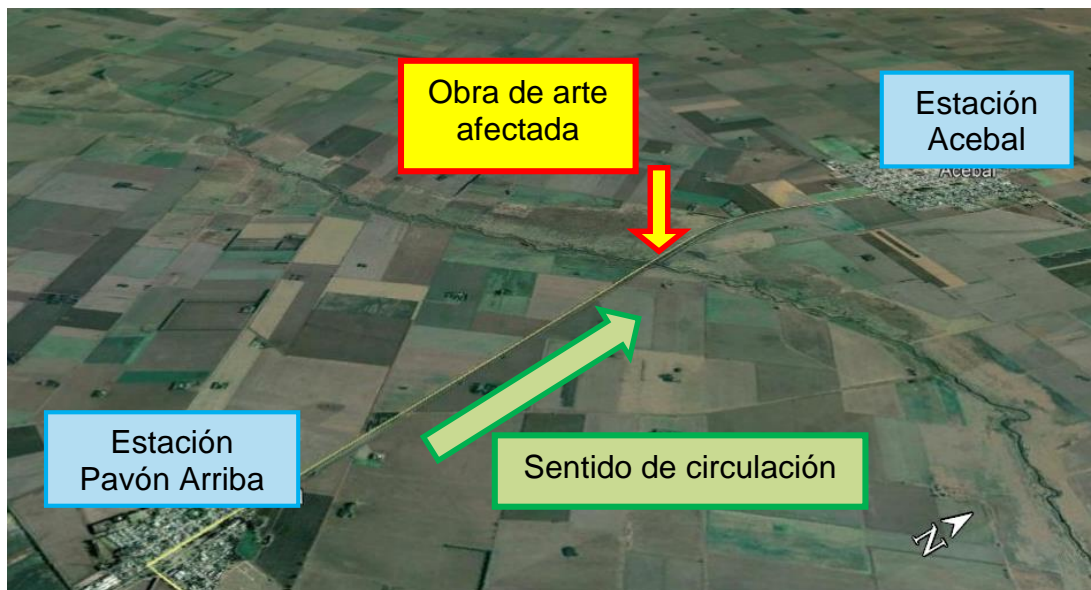 Obra de arte
afectada
Estación
Acebal
Acebal
Estación
Pavón Arriba
Sentido de circulación
N